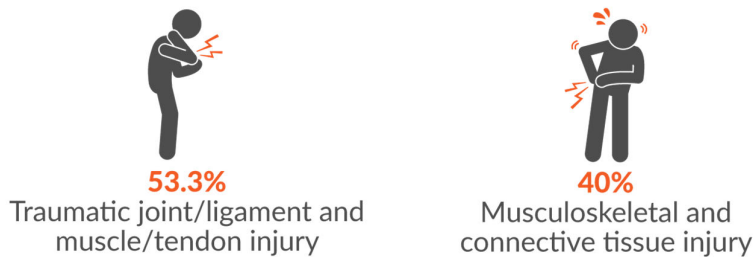 53.3%
Traumatic joint/ligament and
muscle/tendon injury
40%
Musculoskeletal and
connective tissue injury